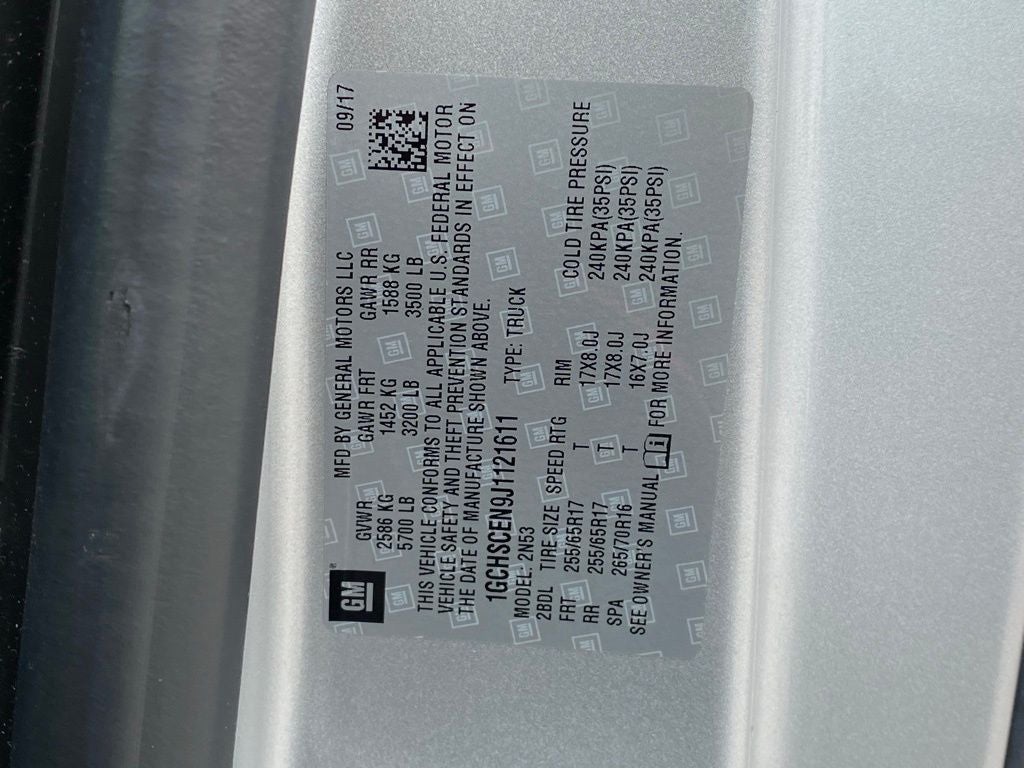 GM
MFD BY GENERAL MOTORS LLC 09/17
GVWR GAWR FRT GAWR RR
2586 KG 1452 KG 1588 KG
5700 LB 3200 LB 3500 LB
THIS VEHICLE CONFORMS TO ALL APPLICABLE U.S. FEDERAL MOTOR
VEHICLE SAFETY AND THEFT PREVENTION STANDARDS IN EFFECT ON
THE DATE OF MANUFACTURE SHOWN ABOVE.
1GCHSCEN9J1121611
MODEL: 2N53 TYPE: TRUCK
2BDL TIRE SIZE SPEED RTG RIM COLD TIRE PRESSURE
FRT 255/65R17 T 17X8.0J 240KPA(35PSI)
RR 255/65R17 T 17X8.0J 240KPA(35PSI)
SPA 265/70R16 T 16X7.0J 240KPA(35PSI)
SEE OWNER'S MANUAL i FOR MORE INFORMATION.